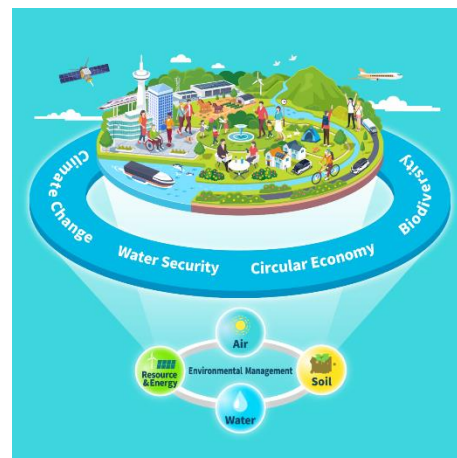 Climate Change
Water Security
Circular Economy
Biodiversity
Air
Resource
&Energy
Environmental Management
Soil
Water